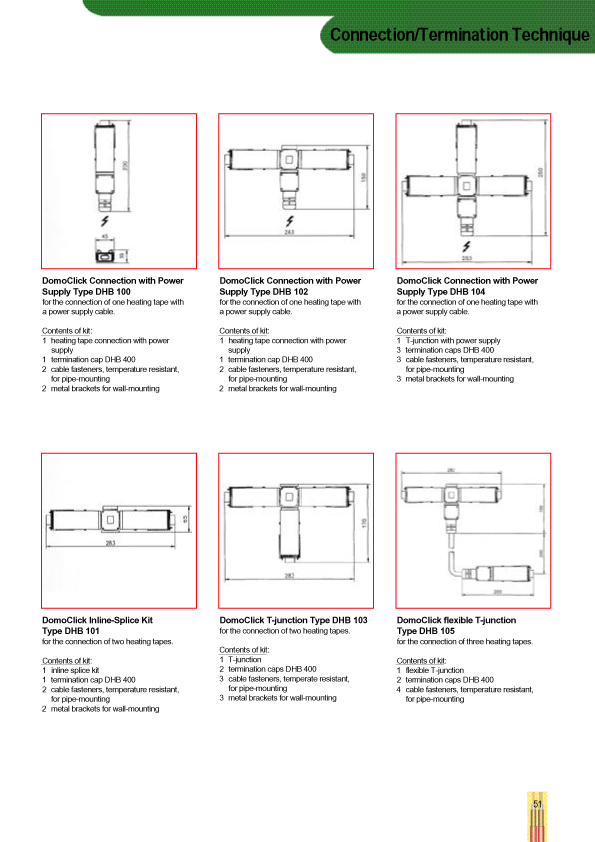 Connection/Termination Technique
200
45
35
DomoClick Connection with Power
Supply Type DHB 100
for the connection of one heating tape with
a power supply cable.
Contents of kit:
1 heating tape connection with power
supply
1 termination cap DHB 400
2 cable fasteners, temperature resistant,
for pipe-mounting
2 metal brackets for wall-mounting
150
283
DomoClick Connection with Power
Supply Type DHB 102
for the connection of one heating tape with
a power supply cable.
Contents of kit:
1 heating tape connection with power
supply
1 termination cap DHB 400
2 cable fasteners, temperature resistant,
for pipe-mounting
2 metal brackets for wall-mounting
283
DomoClick Connection with Power
Supply Type DHB 104
for the connection of one heating tape with
a power supply cable.
Contents of kit:
1 T-junction with power supply
3 termination caps DHB 400
3 cable fasteners, temperature resistant,
for pipe-mounting
3 metal brackets for wall-mounting
65
283
DomoClick Inline-Splice Kit
Type DHB 101
for the connection of two heating tapes.
Contents of kit:
1 inline splice kit
1 termination cap DHB 400
2 cable fasteners, temperature resistant,
for pipe-mounting
2 metal brackets for wall-mounting
170
283
DomoClick T-junction Type DHB 103
for the connection of two heating tapes.
Contents of kit:
1 T-junction
2 termination caps DHB 400
3 cable fasteners, temperate resistant,
for pipe-mounting
3 metal brackets for wall-mounting
DomoClick flexible T-junction
Type DHB 105
for the connection of three heating tapes.
Contents of kit:
1 flexible T-junction
2 termination caps DHB 400
4 cable fasteners, temperature resistant,
for pipe-mounting
51